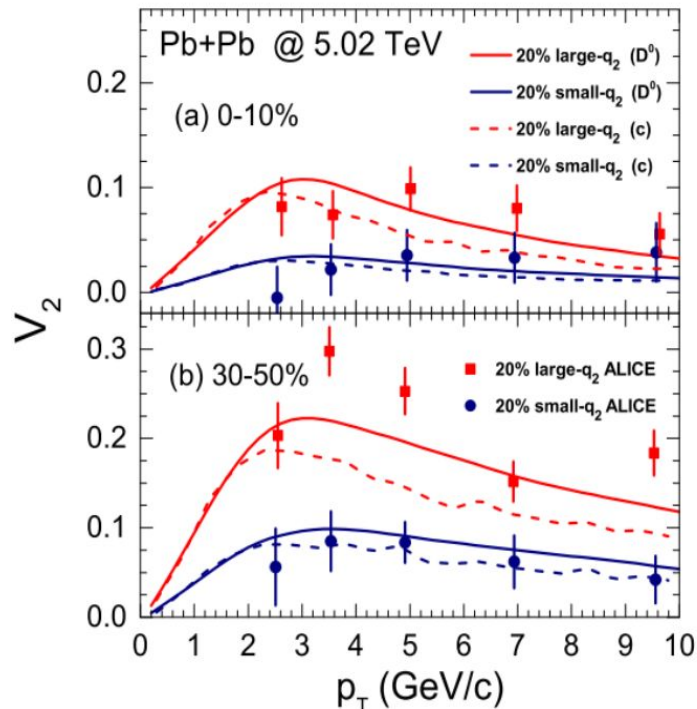 Pb+Pb @ 5.02 TeV
20% large-q₂ (D⁰)
20% small-q₂ (D⁰)
20% large-q₂ (c)
20% small-q₂ (c)
(a) 0-10%
0.2
0.1
0.0
V₂
(b) 30-50%
20% large-q₂ ALICE
20% small-q₂ ALICE
0.3
0.2
0.1
0.0
0 1 2 3 4 5 6 7 8 9 10
p_T (GeV/c)